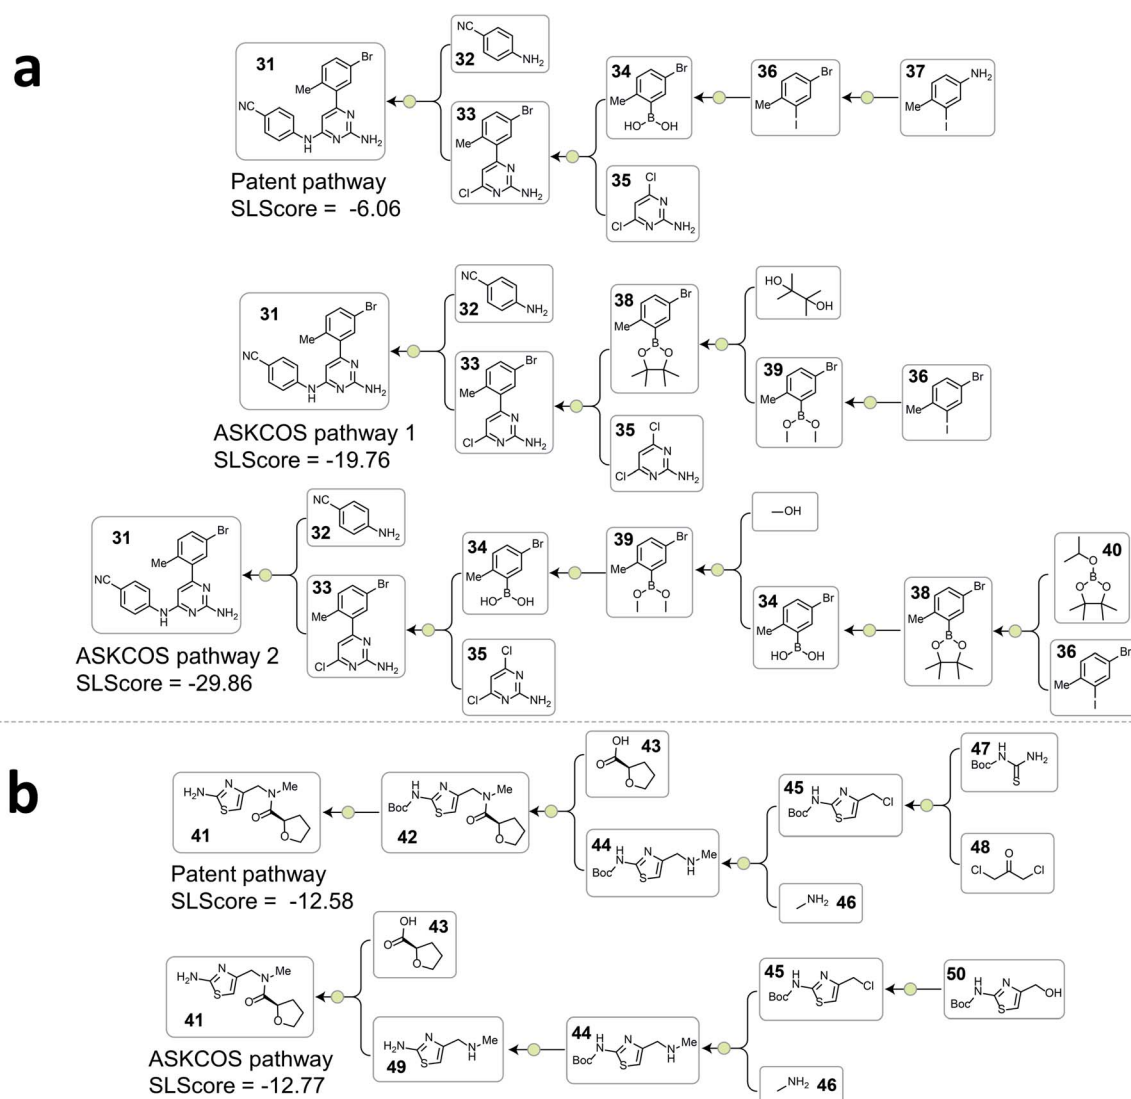 a
31
Br
Me
NC
N
H
N
N
NH2
Patent pathway
SLScore = -6.06
NC
32
NH2
33
Br
Me
N
Cl
N
NH2
34
Br
Me
B
HO
OH
35
Cl
N
Cl
N
NH2
36
Br
Me
I
37
NH2
Me
I
31
Br
Me
NC
N
H
N
N
NH2
ASKCOS pathway 1
SLScore = -19.76
NC
32
NH2
33
Br
Me
N
Cl
N
NH2
38
Br
Me
B
O
O
35
Cl
N
Cl
N
NH2
HO
OH
39
Br
Me
B
O
O
36
Br
Me
I
31
Br
Me
NC
N
H
N
N
NH2
ASKCOS pathway 2
SLScore = -29.86
NC
32
NH2
33
Br
Me
N
Cl
N
NH2
34
Br
Me
B
HO
OH
35
Cl
N
Cl
N
NH2
39
Br
Me
B
O
O
OH
34
Br
Me
B
HO
OH
38
Br
Me
B
O
O
40
O
B
O
O
36
Br
Me
I
b
H2N
N
S
N
Me
O
O
41
Patent pathway
SLScore = -12.58
H
N
Boc
N
S
N
Me
O
O
42
OH
43
O
O
44
H
N
Boc
N
S
N
H
Me
45
H
N
Boc
N
S
Cl
NH2
46
47
H
N
Boc
NH2
S
48
O
Cl
Cl
H2N
N
S
N
Me
O
O
41
ASKCOS pathway
SLScore = -12.77
OH
43
O
O
H2N
N
S
N
H
Me
49
44
H
N
Boc
N
S
N
H
Me
45
H
N
Boc
N
S
Cl
NH2
46
50
H
N
Boc
N
S
OH